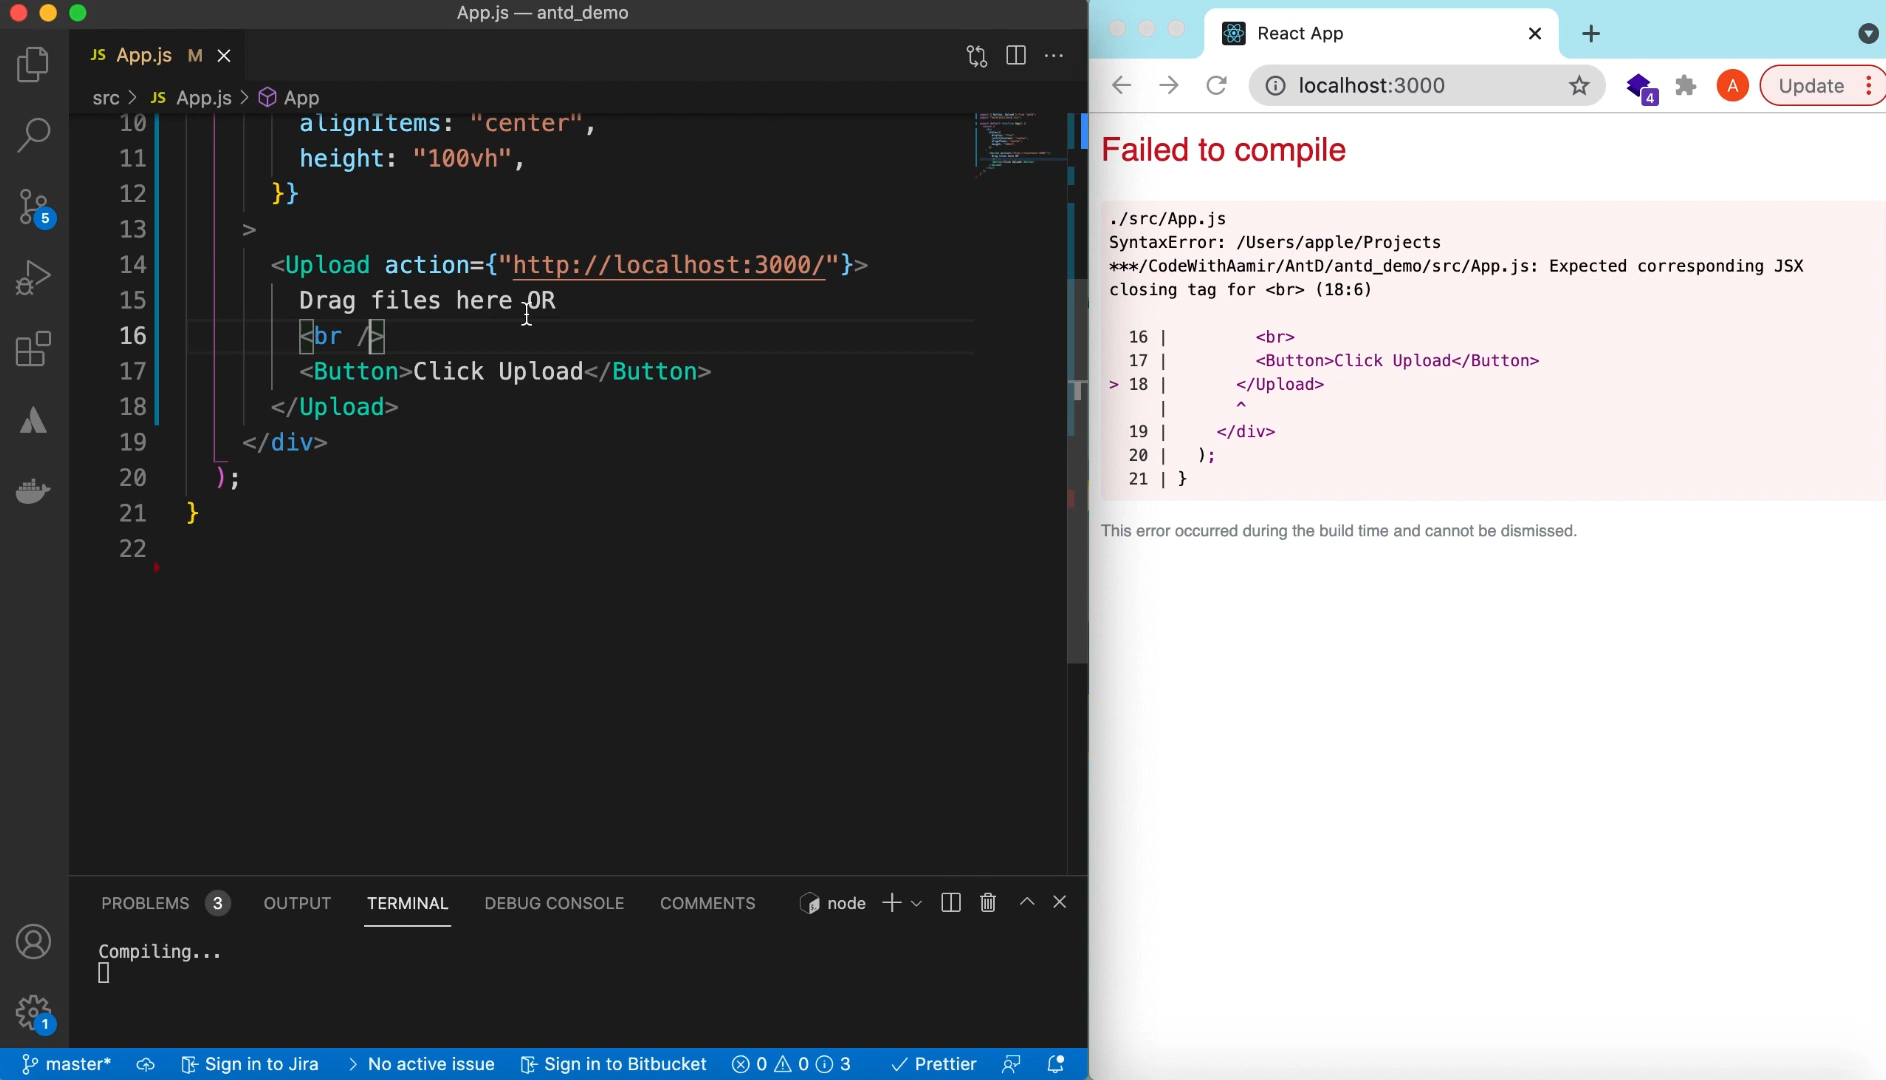 App.js — antd_demo
JS App.js M
src > JS App.js > App
10 alignItems: "center",
11 height: "100vh",
12 }}
13 >
14 <Upload action={"http://localhost:3000/"}>
15 Drag files here OR
16 <br />
17 <Button>Click Upload</Button>
18 </Upload>
19 </div>
20 );
21 }
22
5
1
PROBLEMS 3 OUTPUT TERMINAL DEBUG CONSOLE COMMENTS node
Compiling...
master* Sign in to Jira No active issue Sign in to Bitbucket 0 0 3 Prettier
React App
localhost:3000 4 A Update
Failed to compile
./src/App.js
SyntaxError: /Users/apple/Projects
***/CodeWithAamir/AntD/antd_demo/src/App.js: Expected corresponding JSX
closing tag for <br> (18:6)
16 | <br>
17 | <Button>Click Upload</Button>
> 18 | </Upload>
| ^
19 | </div>
20 | );
21 | }
This error occurred during the build time and cannot be dismissed.